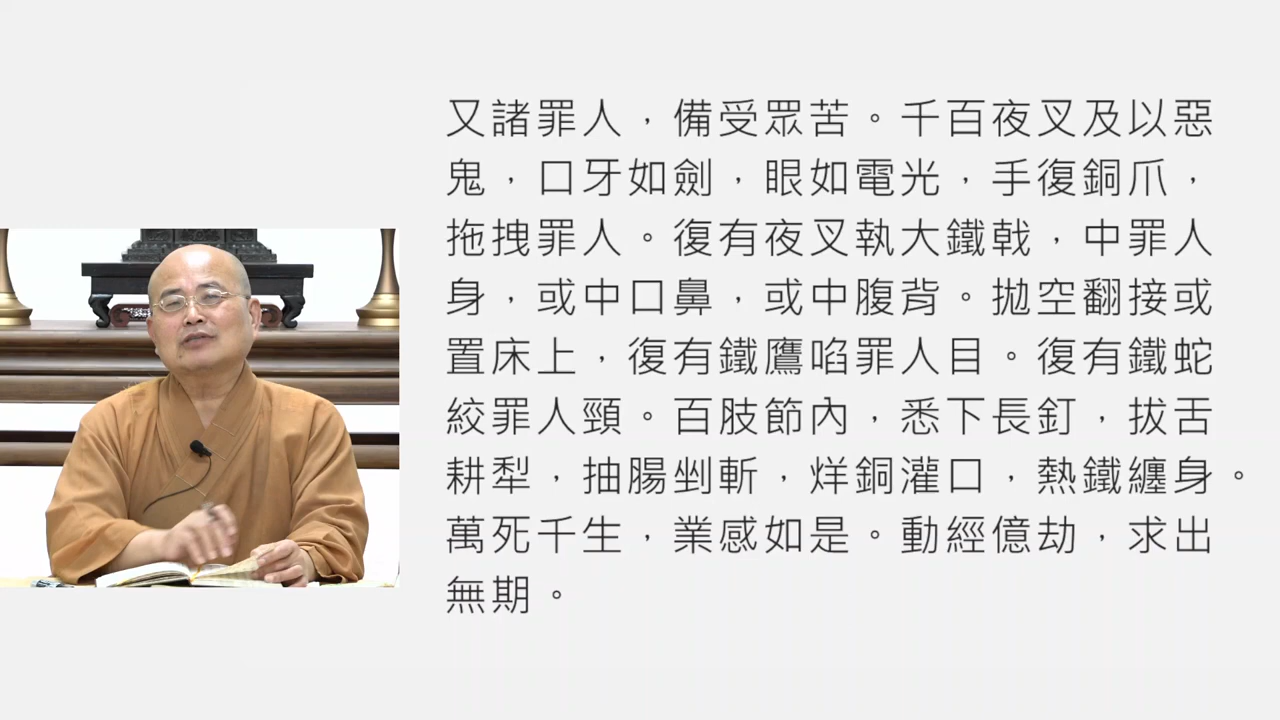 又諸罪人，備受眾苦。千百夜叉及以惡
鬼，口牙如劍，眼如電光，手復銅爪，
拖拽罪人。復有夜叉執大鐵戟，中罪人
身，或中口鼻，或中腹背。拋空翻接或
置床上，復有鐵鷹啗罪人目。復有鐵蛇
絞罪人頸。百肢節內，悉下長釘，拔舌
耕犁，抽腸剉斬，烊銅灌口，熱鐵纏身。
萬死千生，業感如是。動經億劫，求出
無期。